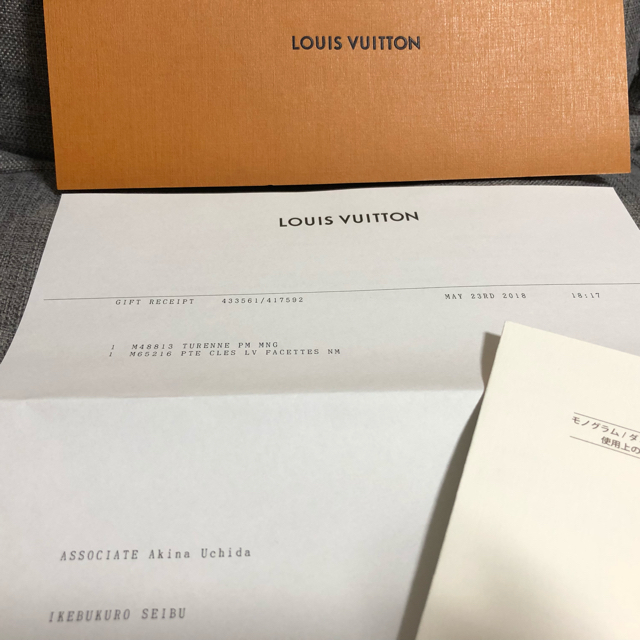 LOUIS VUITTON
LOUIS VUITTON
GIFT RECEIPT 433561/417592 MAY 23RD 2018 18:17
1 M48813 TURENNE PM MNG
1 M65216 PTE CLES LV FACETTES NM
モノグラム / ダ
使用上の
ASSOCIATE Akina Uchida
IKEBUKURO SEIBU